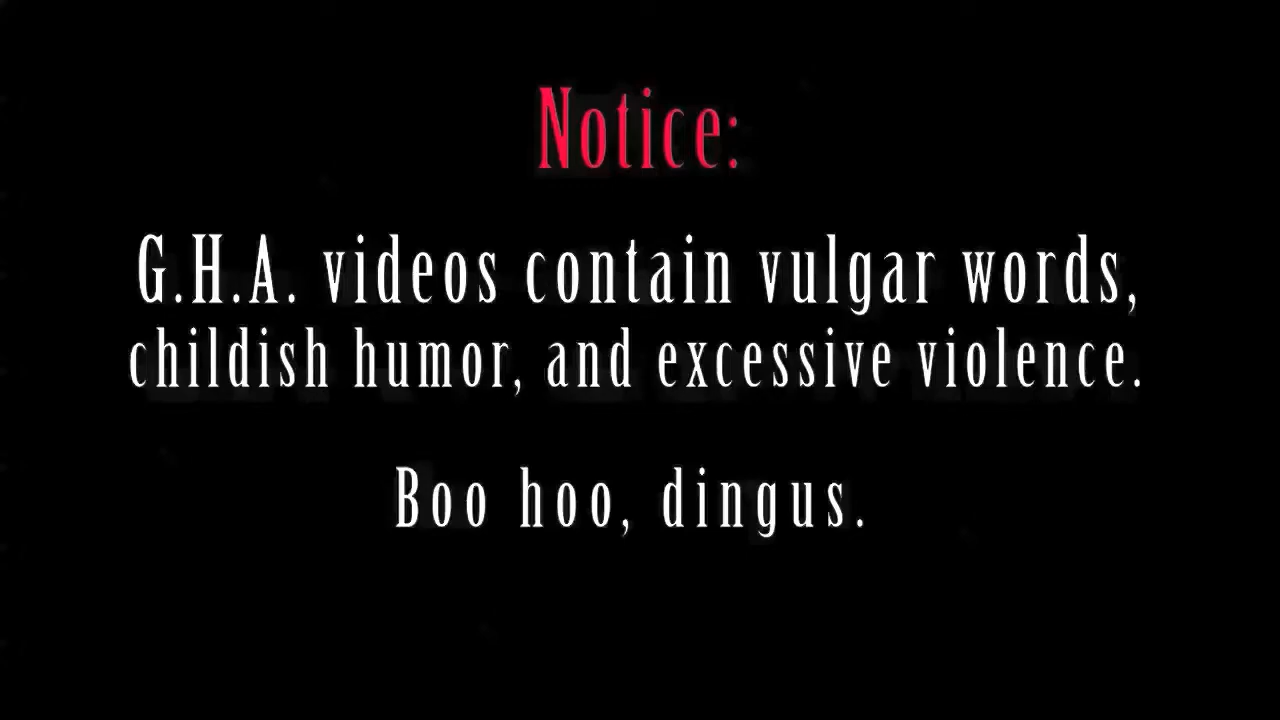 Notice:
G.H.A. videos contain vulgar words,
childish humor, and excessive violence.
Boo hoo, dingus.